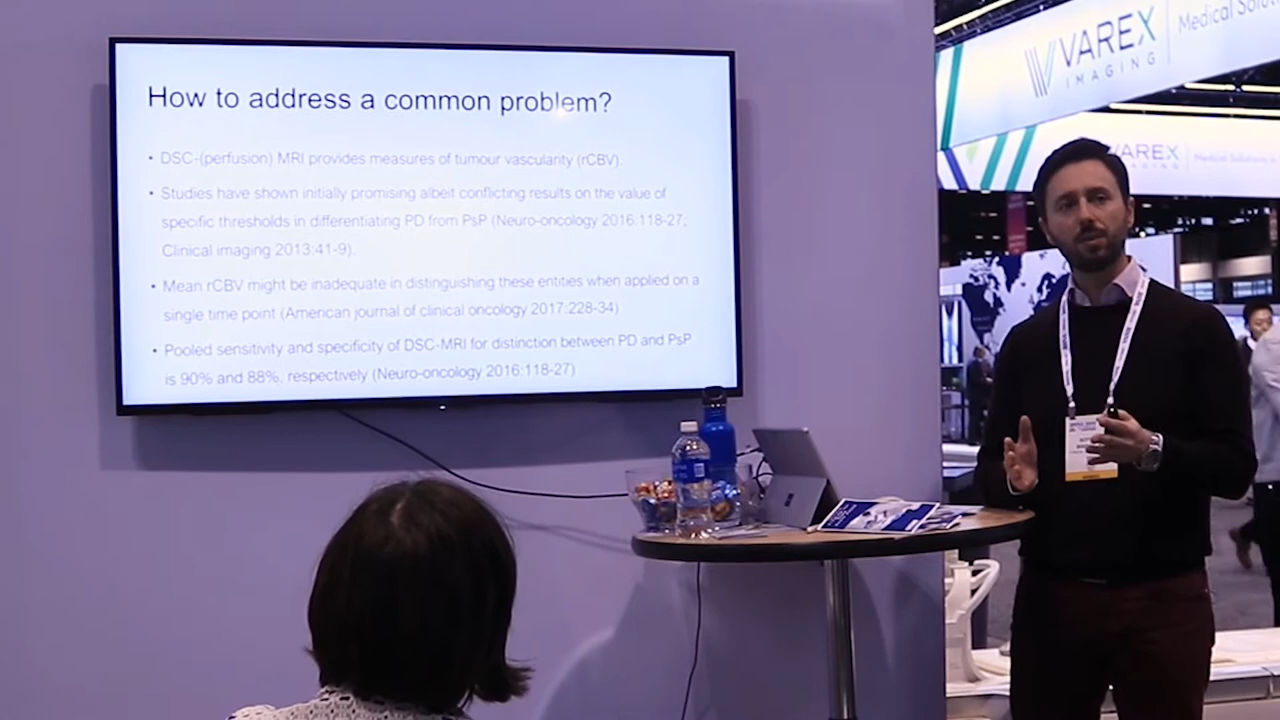 How to address a common problem?
• DSC-(perfusion) MRI provides measures of tumour vascularity (rCBV).
• Studies have shown initially promising albeit conflicting results on the value of
specific thresholds in differentiating PD from PsP (Neuro-oncology 2016:118-27;
Clinical imaging 2013:41-9).
• Mean rCBV might be inadequate in distinguishing these entities when applied on a
single time point (American journal of clinical oncology 2017:228-34)
• Pooled sensitivity and specificity of DSC-MRI for distinction between PD and PsP
is 90% and 88%, respectively (Neuro-oncology 2016:118-27)
VAREX
IMAGING
Medical Solutions
VAREX
IMAGING
Medical Solutions